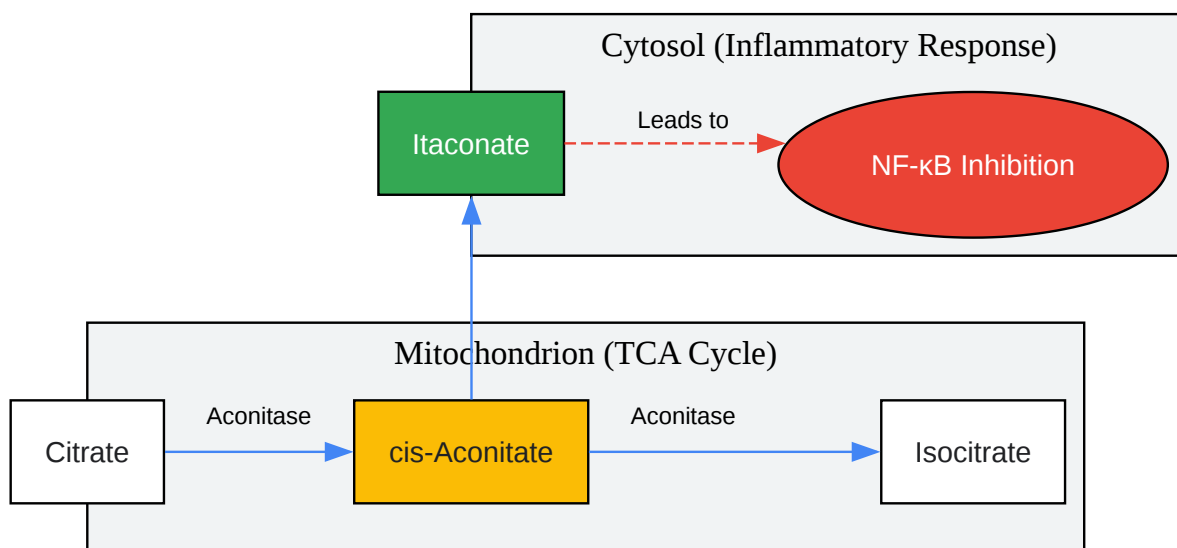 Cytosol (Inflammatory Response)
Itaconate
Leads to
NF-κB Inhibition
Mitochondrion (TCA Cycle)
Citrate
Aconitase
cis-Aconitate
Aconitase
Isocitrate